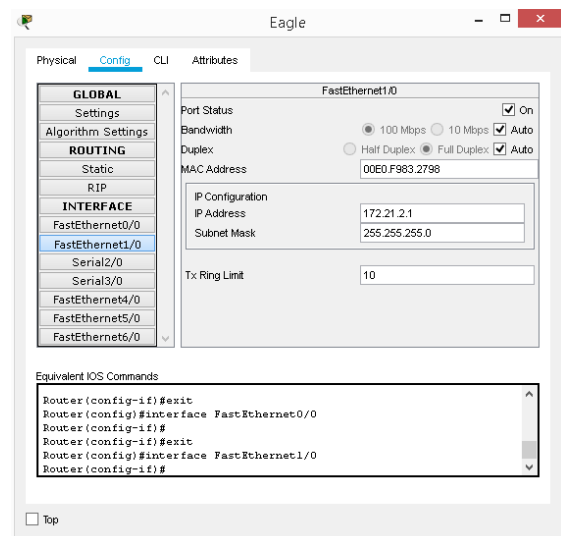 Eagle
Physical Config CLI Attributes
GLOBAL
Settings
Algorithm Settings
ROUTING
Static
RIP
INTERFACE
FastEthernet0/0
FastEthernet1/0
Serial2/0
Serial3/0
FastEthernet4/0
FastEthernet5/0
FastEthernet6/0
FastEthernet1/0
Port Status On
Bandwidth 100 Mbps 10 Mbps Auto
Duplex Half Duplex Full Duplex Auto
MAC Address 00E0.F983.2798
IP Configuration
IP Address 172.21.2.1
Subnet Mask 255.255.255.0
Tx Ring Limit 10
Equivalent IOS Commands
Router(config-if)#exit
Router(config)#interface FastEthernet0/0
Router(config-if)#
Router(config-if)#exit
Router(config)#interface FastEthernet1/0
Router(config-if)#
Top